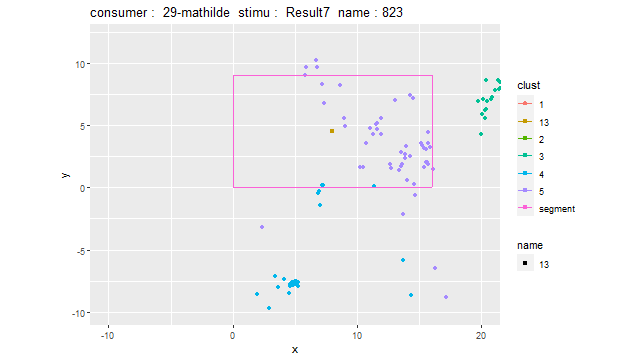 consumer : 29-mathilde stimu : Result7 name : 823
10
5
0
-5
-10
y
-10
0
10
20
x
clust
1
13
2
3
4
5
segment
name
13